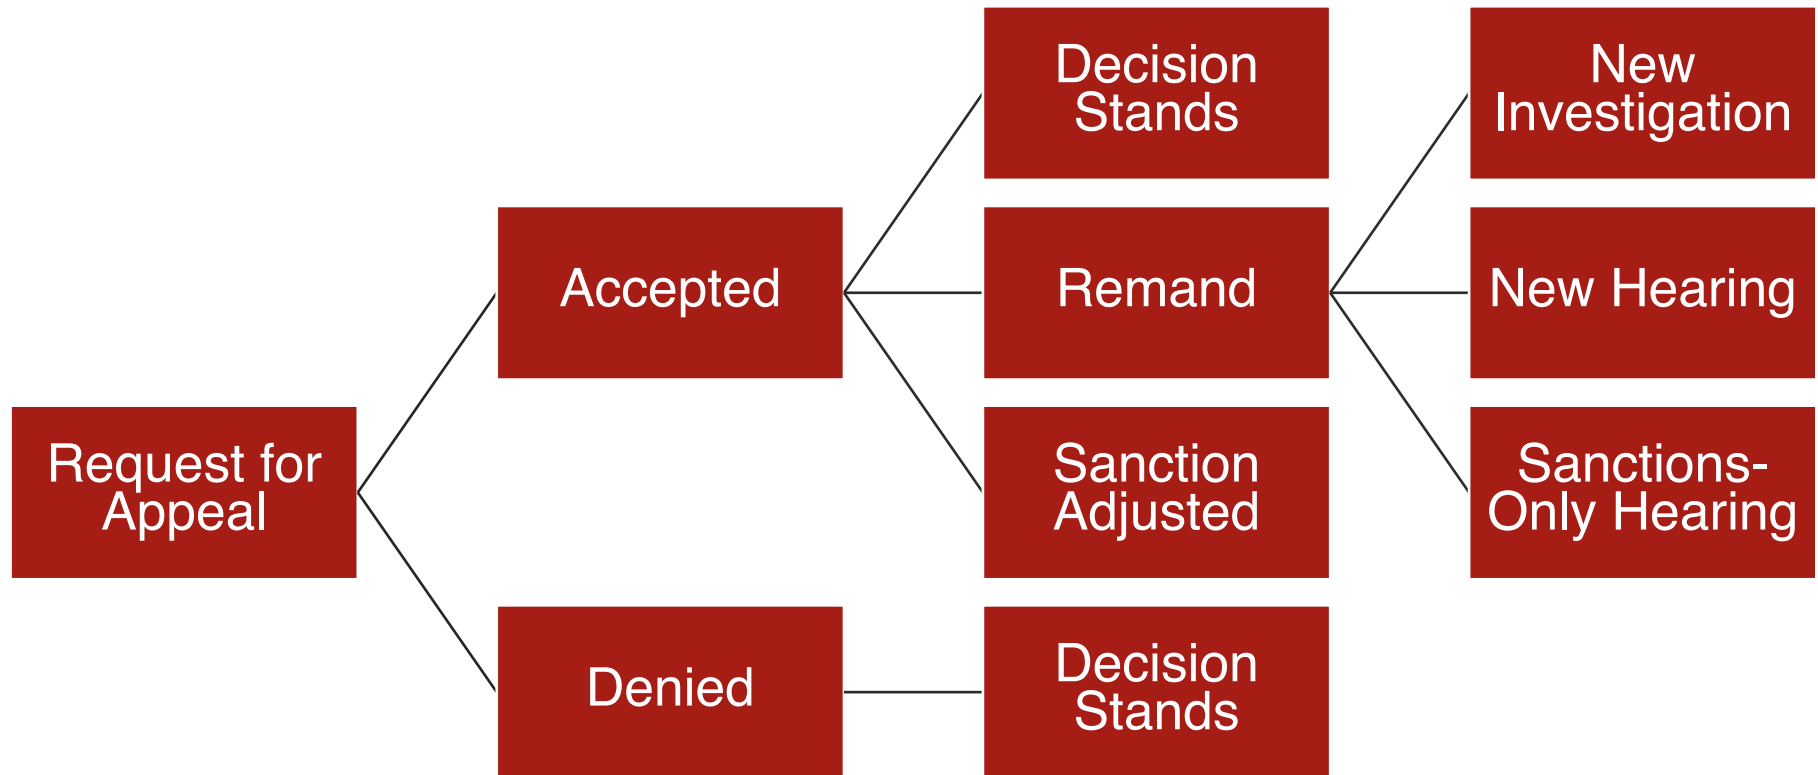 Decision
Stands
New
Investigation
Accepted
Remand
New Hearing
Request for
Appeal
Sanction
Adjusted
Sanctions-
Only Hearing
Denied
Decision
Stands